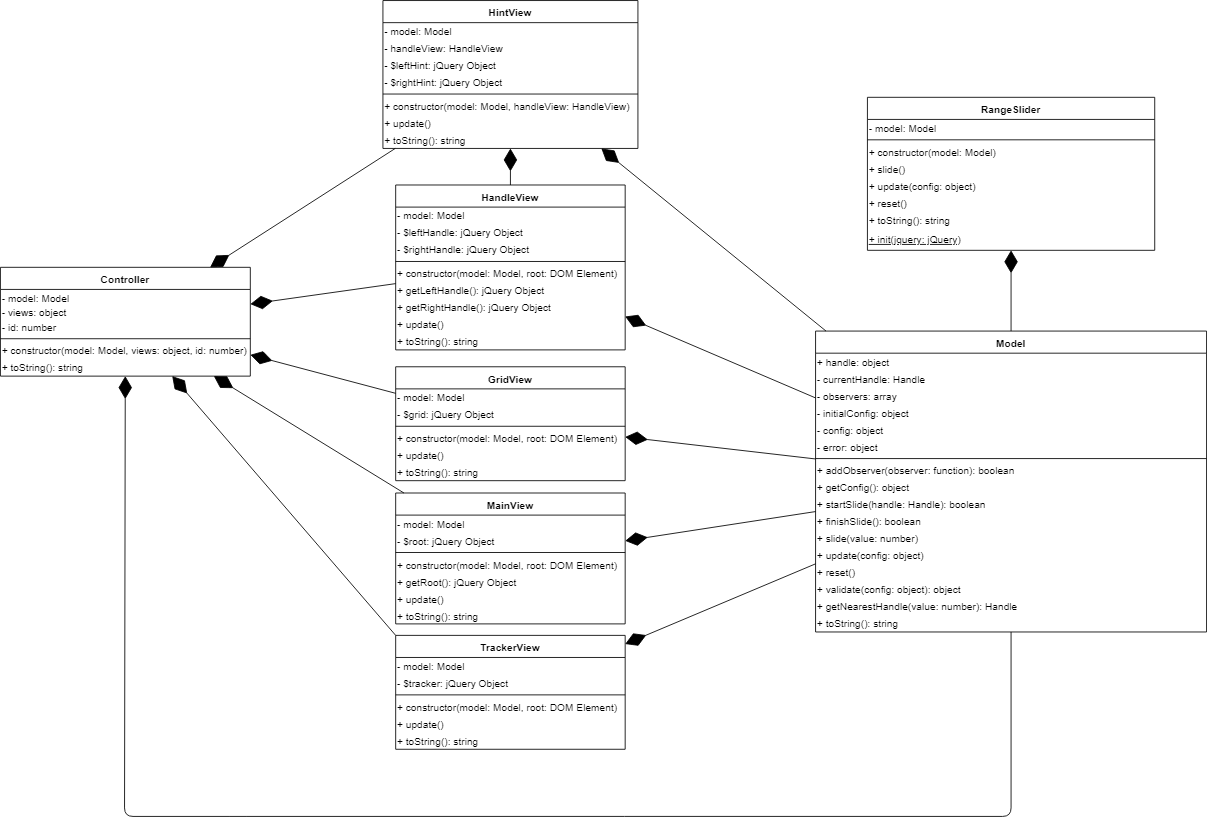 HintView
- model: Model
- handleView: HandleView
- $leftHint: jQuery Object
- $rightHint: jQuery Object
+ constructor(model: Model, handleView: HandleView)
+ update()
+ toString(): string
RangeSlider
- model: Model
+ constructor(model: Model)
+ slide()
+ update(config: object)
+ reset()
+ toString(): string
+ init(jquery: jQuery)
HandleView
- model: Model
- $leftHandle: jQuery Object
- $rightHandle: jQuery Object
+ constructor(model: Model, root: DOM Element)
+ getLeftHandle(): jQuery Object
+ getRightHandle(): jQuery Object
+ update()
+ toString(): string
Controller
- model: Model
- views: object
- id: number
+ constructor(model: Model, views: object, id: number)
+ toString(): string
GridView
- model: Model
- $grid: jQuery Object
+ constructor(model: Model, root: DOM Element)
+ update()
+ toString(): string
Model
+ handle: object
- currentHandle: Handle
- observers: array
- initialConfig: object
- config: object
- error: object
+ addObserver(observer: function): boolean
+ getConfig(): object
+ startSlide(handle: Handle): boolean
+ finishSlide(): boolean
+ slide(value: number)
+ update(config: object)
+ reset()
+ validate(config: object): object
+ getNearestHandle(value: number): Handle
+ toString(): string
MainView
- model: Model
- $root: jQuery Object
+ constructor(model: Model, root: DOM Element)
+ getRoot(): jQuery Object
+ update()
+ toString(): string
TrackerView
- model: Model
- $tracker: jQuery Object
+ constructor(model: Model, root: DOM Element)
+ update()
+ toString(): string